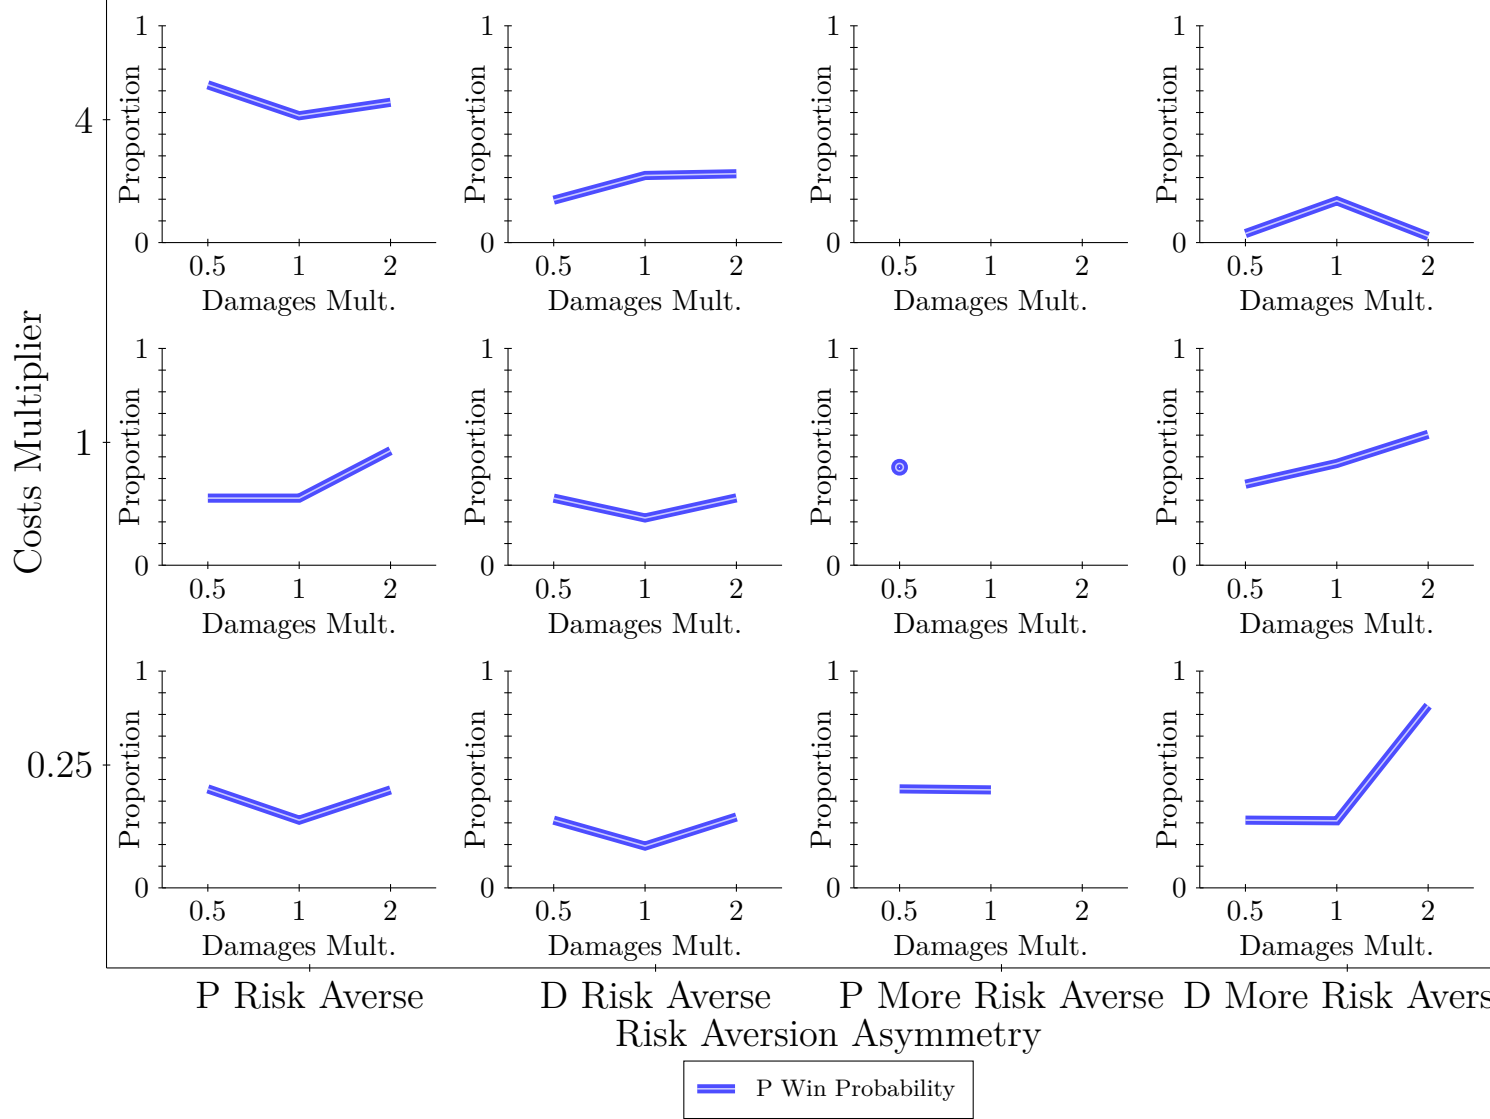 Costs Multiplier
4
1
0.25
1
0
Proportion
0.5 1 2
Damages Mult.
1
0
Proportion
0.5 1 2
Damages Mult.
1
0
Proportion
0.5 1 2
Damages Mult.
1
0
Proportion
0.5 1 2
Damages Mult.
1
0
Proportion
0.5 1 2
Damages Mult.
1
0
Proportion
0.5 1 2
Damages Mult.
1
0
Proportion
0.5 1 2
Damages Mult.
1
0
Proportion
0.5 1 2
Damages Mult.
1
0
Proportion
0.5 1 2
Damages Mult.
1
0
Proportion
0.5 1 2
Damages Mult.
1
0
Proportion
0.5 1 2
Damages Mult.
1
0
Proportion
0.5 1 2
Damages Mult.
P Risk Averse
D Risk Averse
P More Risk Averse
D More Risk Avers
Risk Aversion Asymmetry
P Win Probability